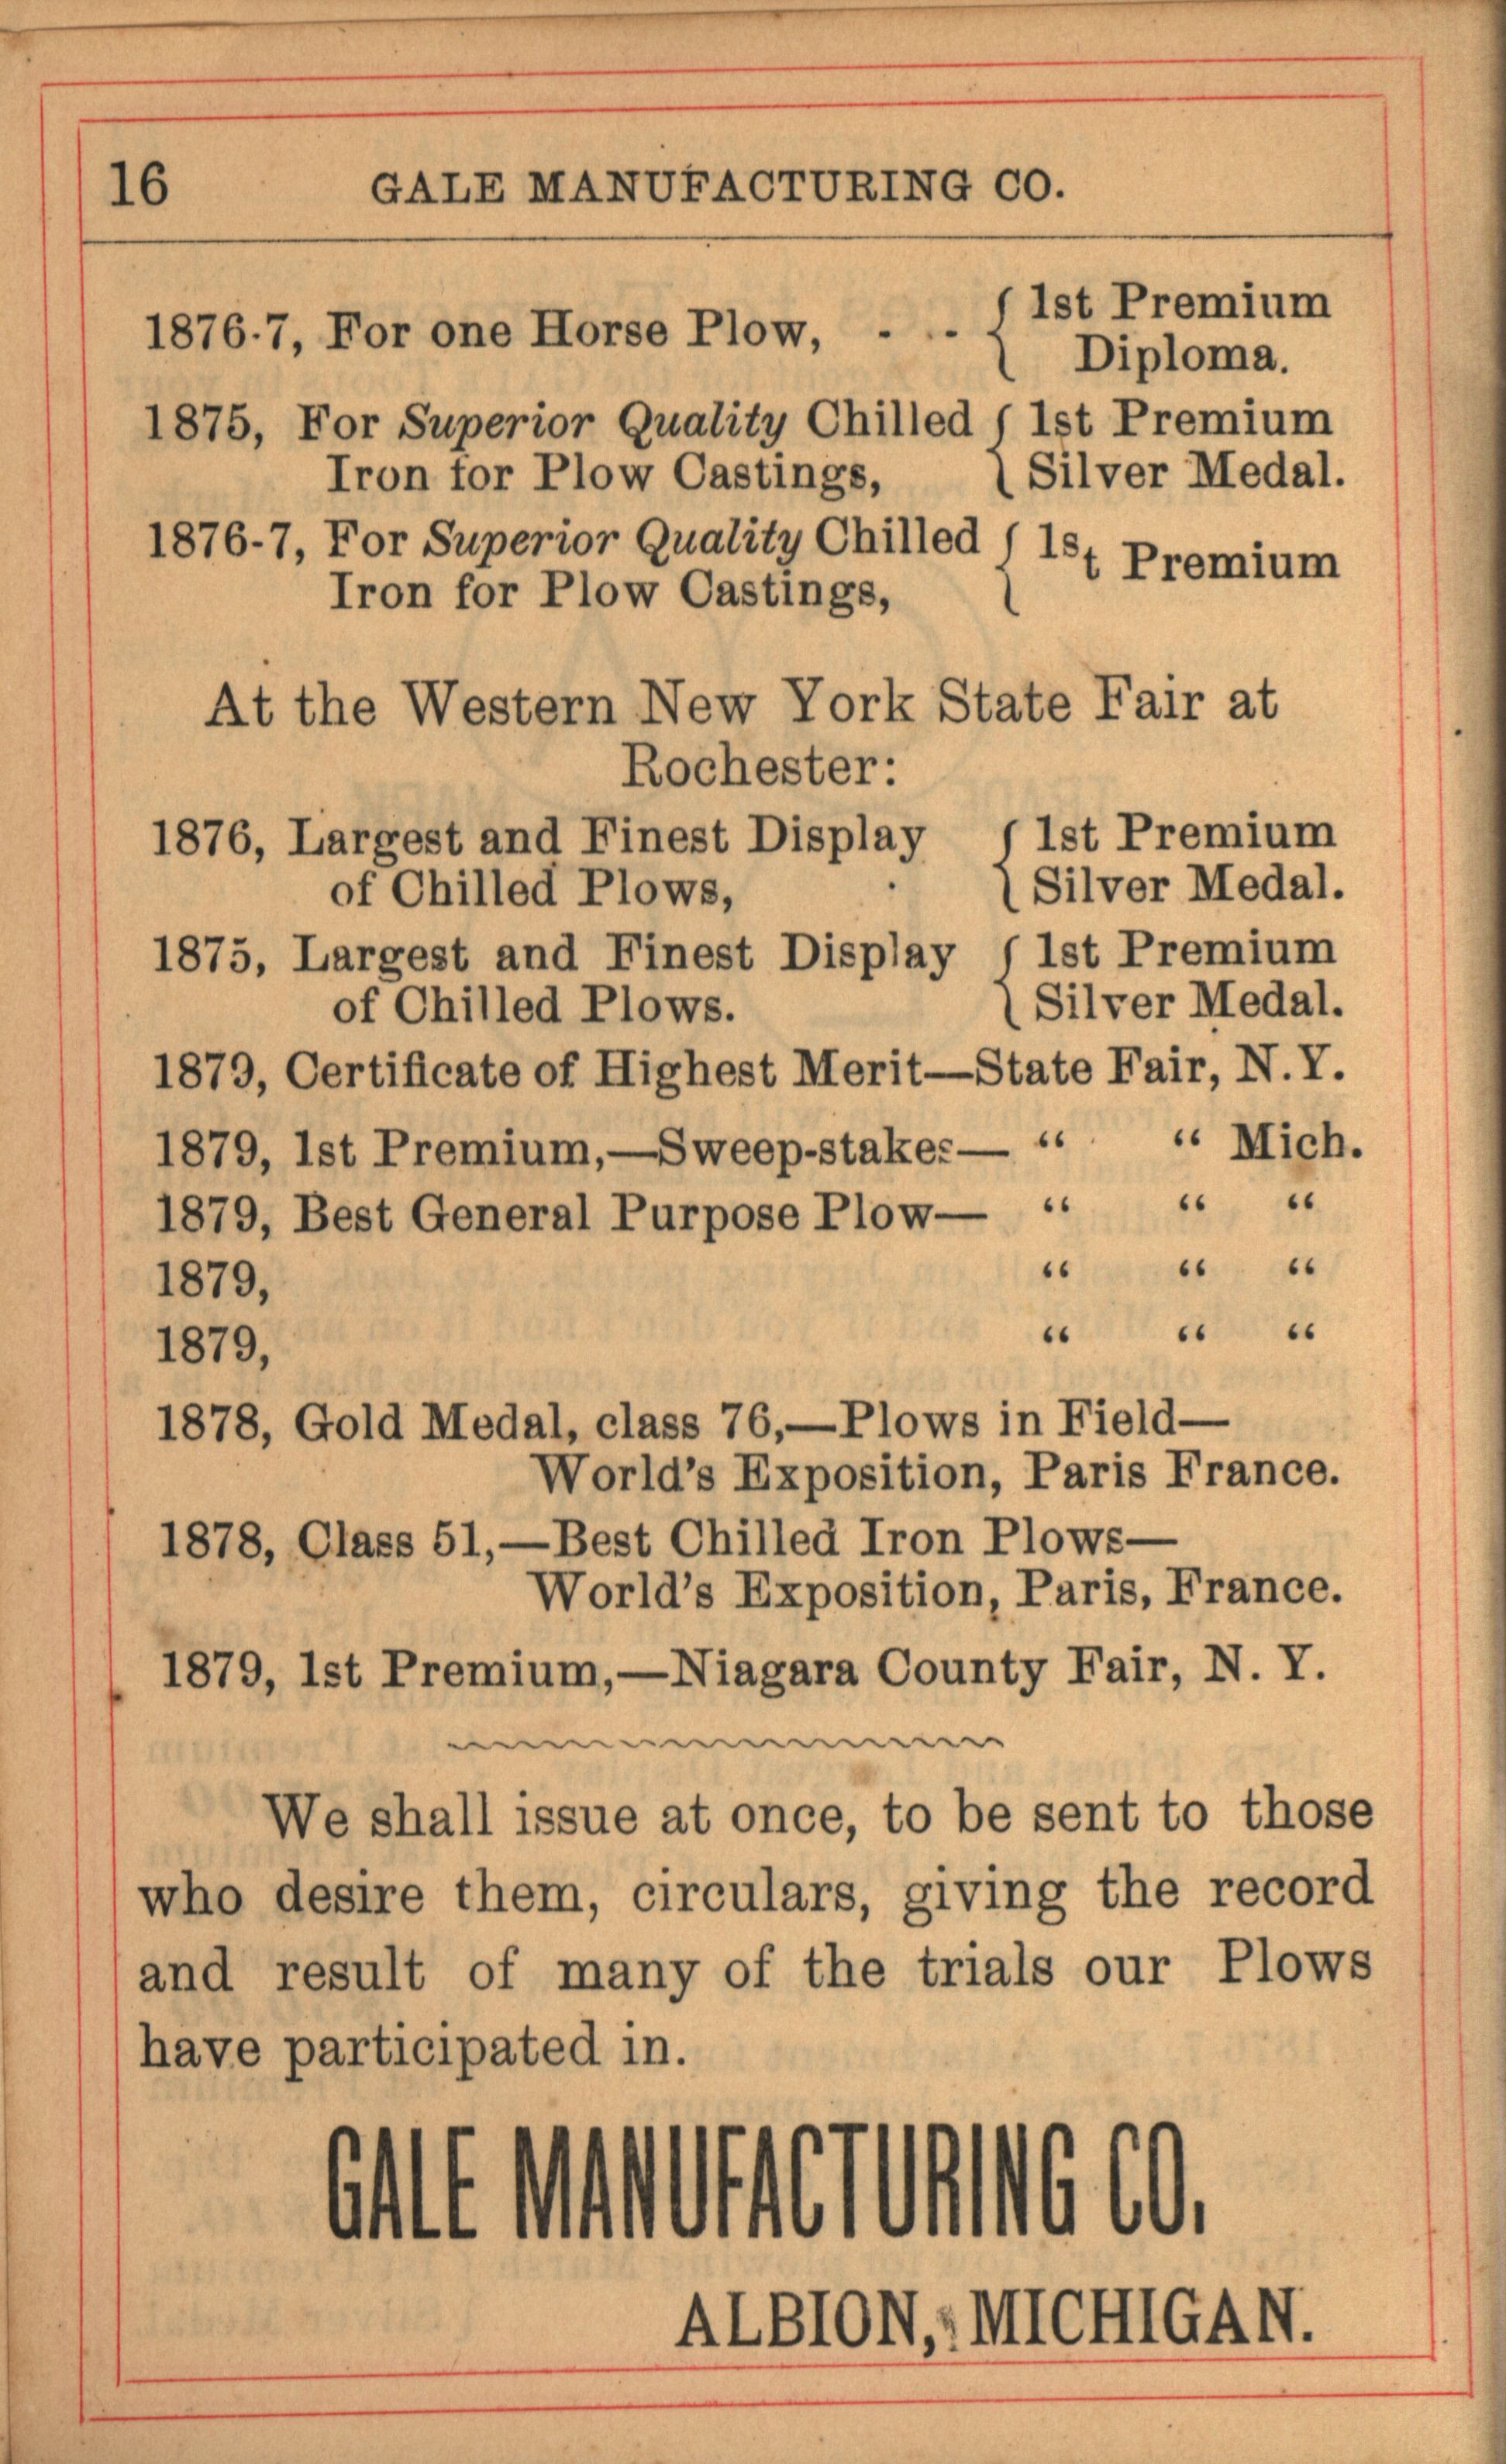 16 GALE MANUFACTURING CO.
1876-7, For one Horse Plow, - - { 1st Premium
Diploma.
1875, For Superior Quality Chilled { 1st Premium
Iron for Plow Castings, Silver Medal.
1876-7, For Superior Quality Chilled { 1st Premium
Iron for Plow Castings,
At the Western New York State Fair at
Rochester:
1876, Largest and Finest Display { 1st Premium
of Chilled Plows, Silver Medal.
1875, Largest and Finest Display { 1st Premium
of Chilled Plows. Silver Medal.
1879, Certificate of Highest Merit—State Fair, N.Y.
1879, 1st Premium,—Sweep-stakes— “ “ Mich.
1879, Best General Purpose Plow— “ “ “
1879, “ “ “
1879, “ “ “
1878, Gold Medal, class 76,—Plows in Field—
World's Exposition, Paris France.
1878, Class 51,—Best Chilled Iron Plows—
World's Exposition, Paris, France.
1879, 1st Premium,—Niagara County Fair, N. Y.
We shall issue at once, to be sent to those
who desire them, circulars, giving the record
and result of many of the trials our Plows
have participated in.
GALE MANUFACTURING CO.
ALBION, MICHIGAN.